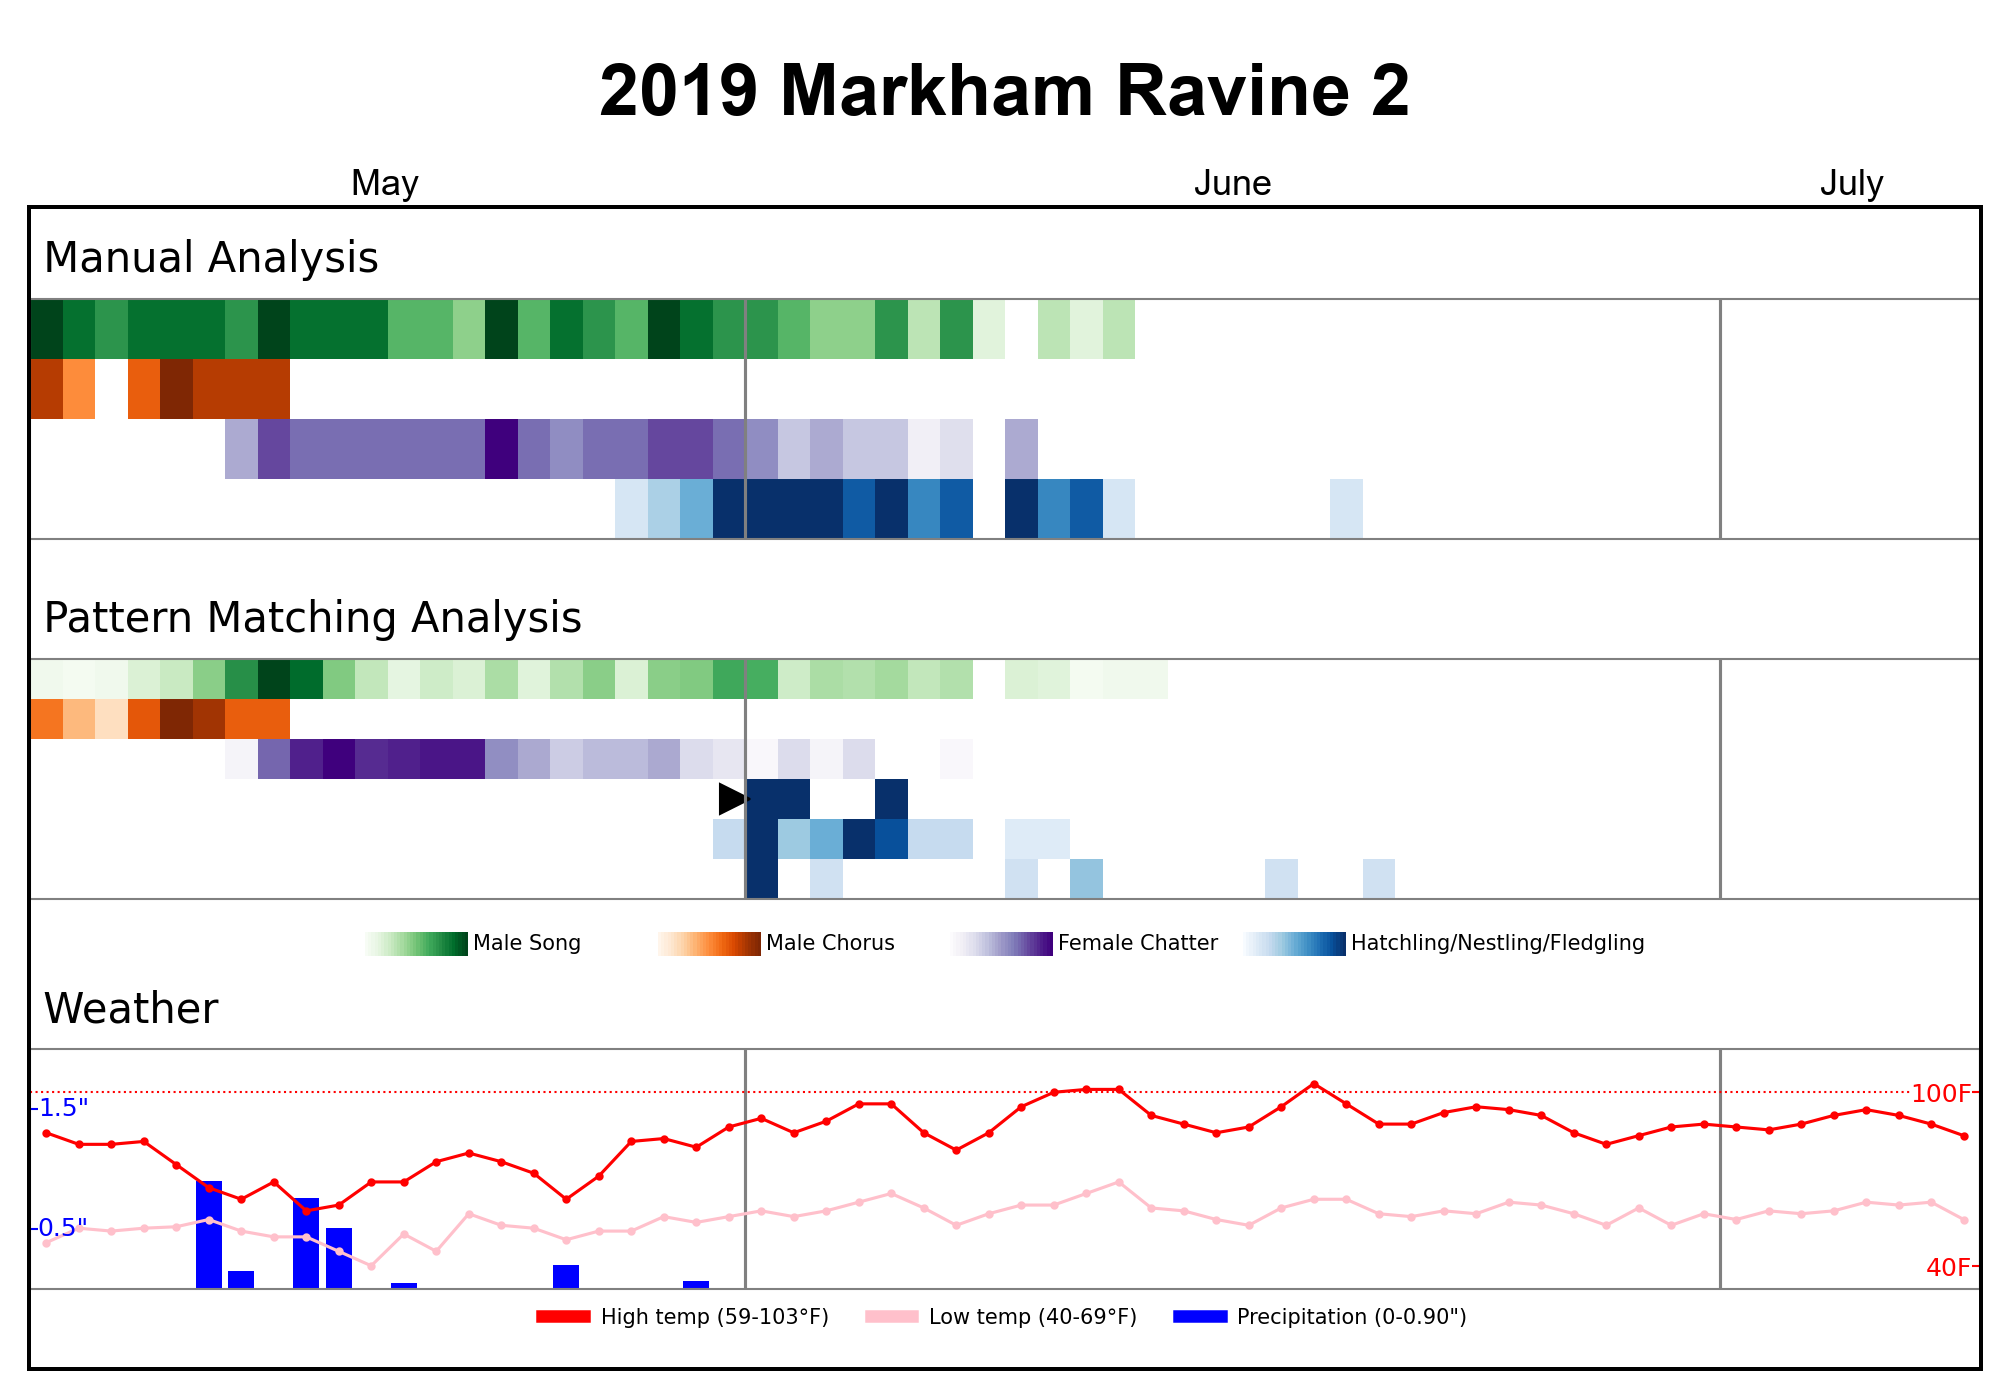 2019 Markham Ravine 2
May June July
Manual Analysis
Pattern Matching Analysis
Male Song Male Chorus Female Chatter Hatchling/Nestling/Fledgling
Weather
100F
1.5"
0.5"
40F
High temp (59-103°F) Low temp (40-69°F) Precipitation (0-0.90")